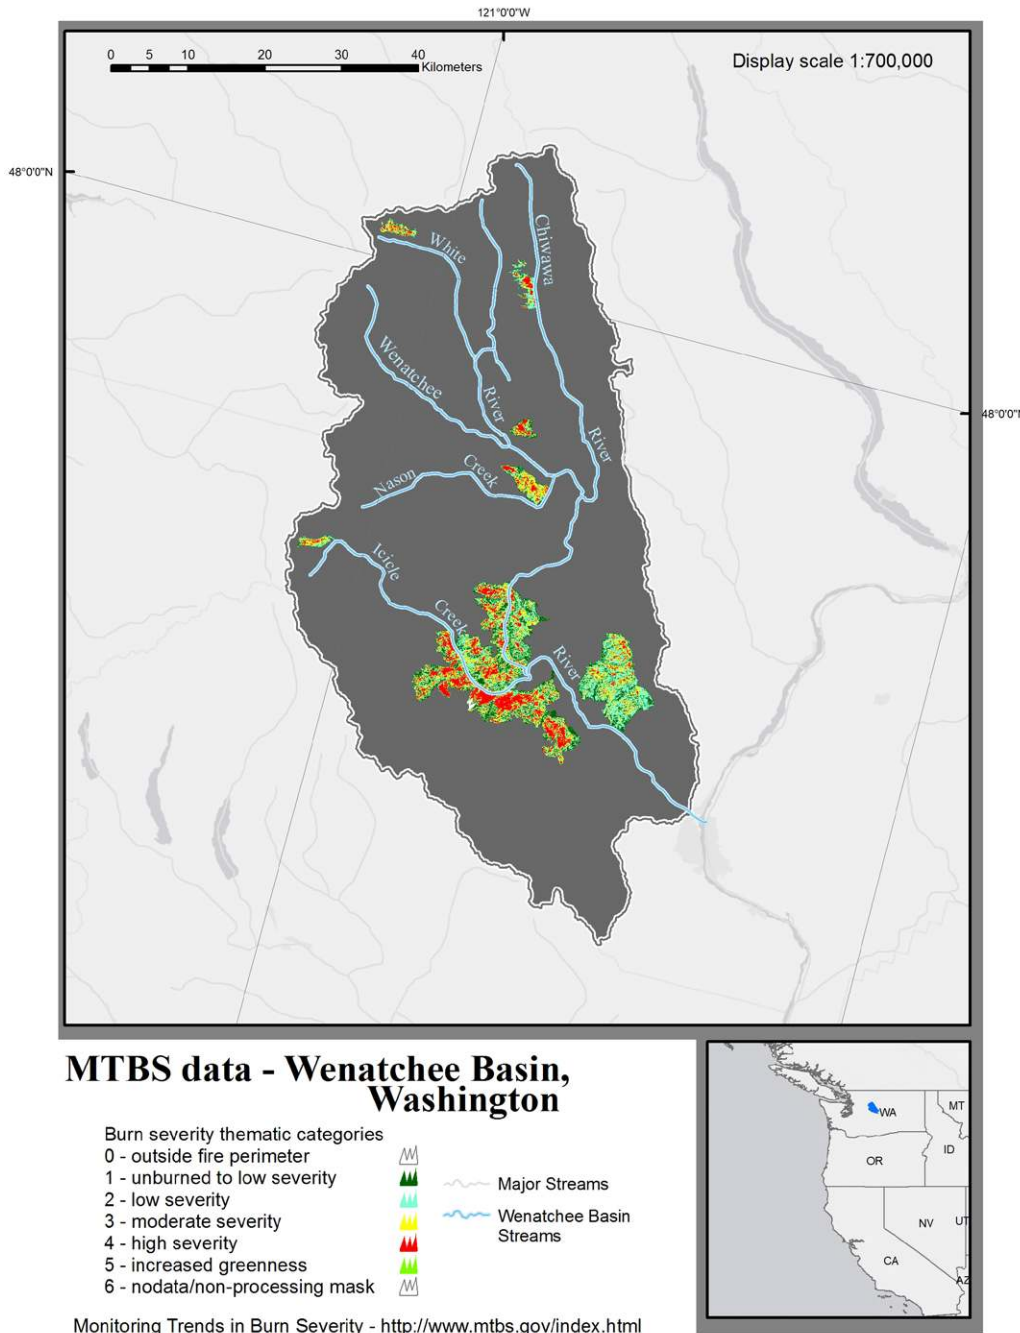 121°0'0"W
0 5 10 20 30 40
Kilometers
Display scale 1:700,000
48°0'0"N
48°0'0"N
White
Chiwawa
Wenatchee
River
River
Nason
Creek
Icicle
Creek
River
MTBS data - Wenatchee Basin,
Washington
Burn severity thematic categories
0 - outside fire perimeter
1 - unburned to low severity
2 - low severity
3 - moderate severity
4 - high severity
5 - increased greenness
6 - nodata/non-processing mask
Major Streams
Wenatchee Basin
Streams
WA
MT
OR
ID
NV
UT
CA
AZ
Monitoring Trends in Burn Severity - http://www.mtbs.gov/index.html